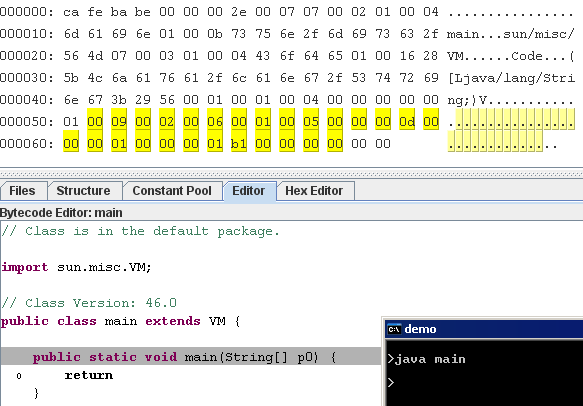 000000: ca fe ba be 00 00 00 2e 00 07 07 00 02 01 00 04 ................
000010: 6d 61 69 6e 01 00 0b 73 75 6e 2f 6d 69 73 63 2f main...sun/misc/
000020: 56 4d 07 00 03 01 00 04 43 6f 64 65 01 00 16 28 VM......Code...(
000030: 5b 4c 6a 61 76 61 2f 6c 61 6e 67 2f 53 74 72 69 [Ljava/lang/Stri
000040: 6e 67 3b 29 56 00 01 00 01 00 04 00 00 00 00 00 ng;)V...........
000050: 01 00 09 00 02 00 06 00 01 00 05 00 00 00 0d 00 ................
000060: 00 00 01 00 00 00 01 b1 00 00 00 00 00 00 ..............
Files Structure Constant Pool Editor Hex Editor
Bytecode Editor: main
// Class is in the default package.
import sun.misc.VM;
// Class Version: 46.0
public class main extends VM {
public static void main(String[] p0) {
0 return
}
C:\ demo
>java main
>